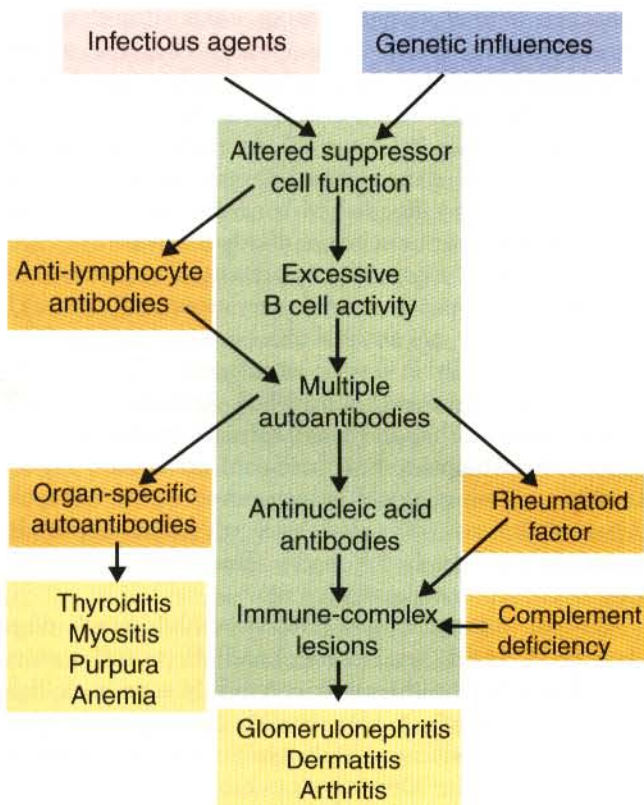 Infectious agents
Genetic influences
Altered suppressor
cell function
Anti-lymphocyte
antibodies
Excessive
B cell activity
Multiple
autoantibodies
Organ-specific
autoantibodies
Antinucleic acid
antibodies
Rheumatoid
factor
Thyroiditis
Myositis
Purpura
Anemia
Immune-complex
lesions
Complement
deficiency
Glomerulonephritis
Dermatitis
Arthritis